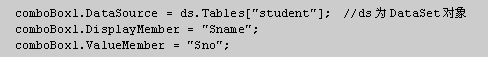 comboBox1.DataSource = ds.Tables["student"];  //ds为DataSet对象
comboBox1.DisplayMember = "Sname";
comboBox1.ValueMember = "Sno";